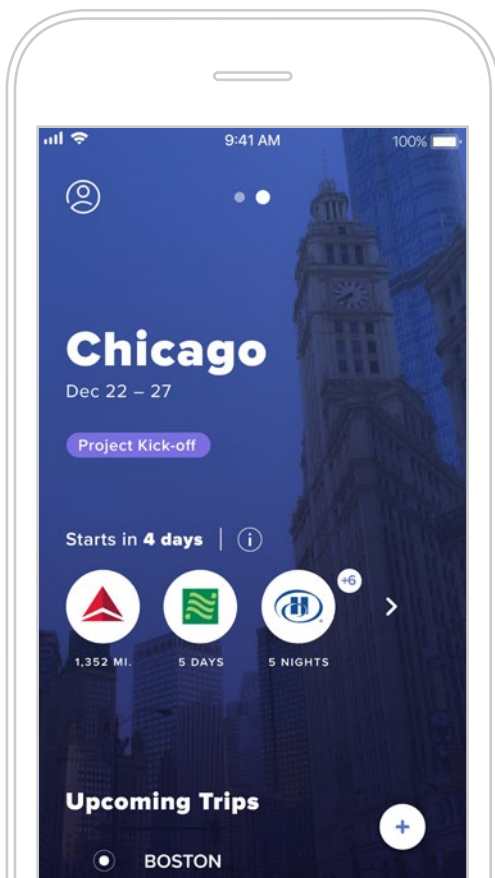 9:41 AM
100%
Chicago
Dec 22 – 27
Project Kick-off
Starts in 4 days
+6
1,352 MI.
5 DAYS
5 NIGHTS
Upcoming Trips
+
BOSTON